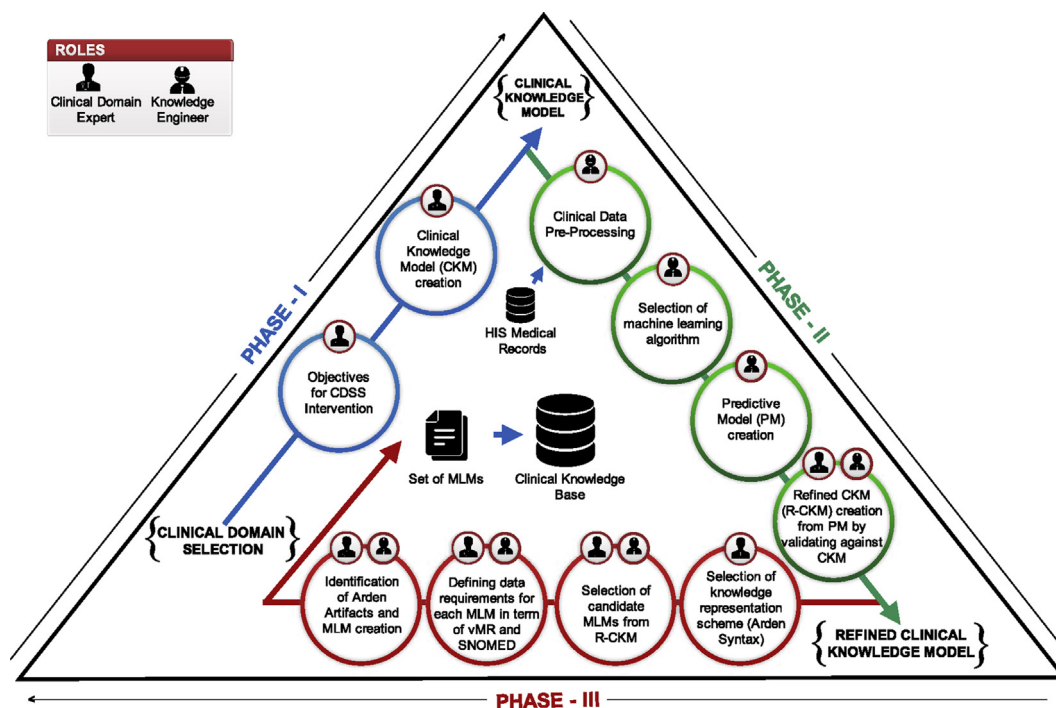 ROLES
Clinical Domain
Expert
Knowledge
Engineer
CLINICAL
KNOWLEDGE
MODEL
PHASE - I
PHASE - II
Clinical
Knowledge
Model (CKM)
creation
Objectives
for CDSS
Intervention
CLINICAL DOMAIN
SELECTION
Clinical Data
Pre-Processing
HIS Medical
Records
Selection of
machine learning
algorithm
Predictive
Model (PM)
creation
Refined CKM
(R-CKM) creation
from PM by
validating against
CKM
Set of MLMs
Clinical Knowledge
Base
Identification
of Arden
Artifacts and
MLM creation
Defining data
requirements for
each MLM in term
of vMR and
SNOMED
Selection of
candidate
MLMs from
R-CKM
Selection of
knowledge
representation
scheme (Arden
Syntax)
REFINED CLINICAL
KNOWLEDGE MODEL
PHASE - III